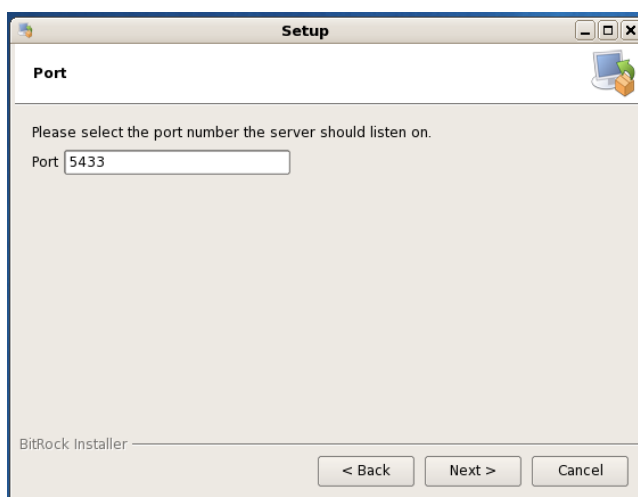 Setup
Port
Please select the port number the server should listen on.
Port 5433
BitRock Installer
< Back Next > Cancel